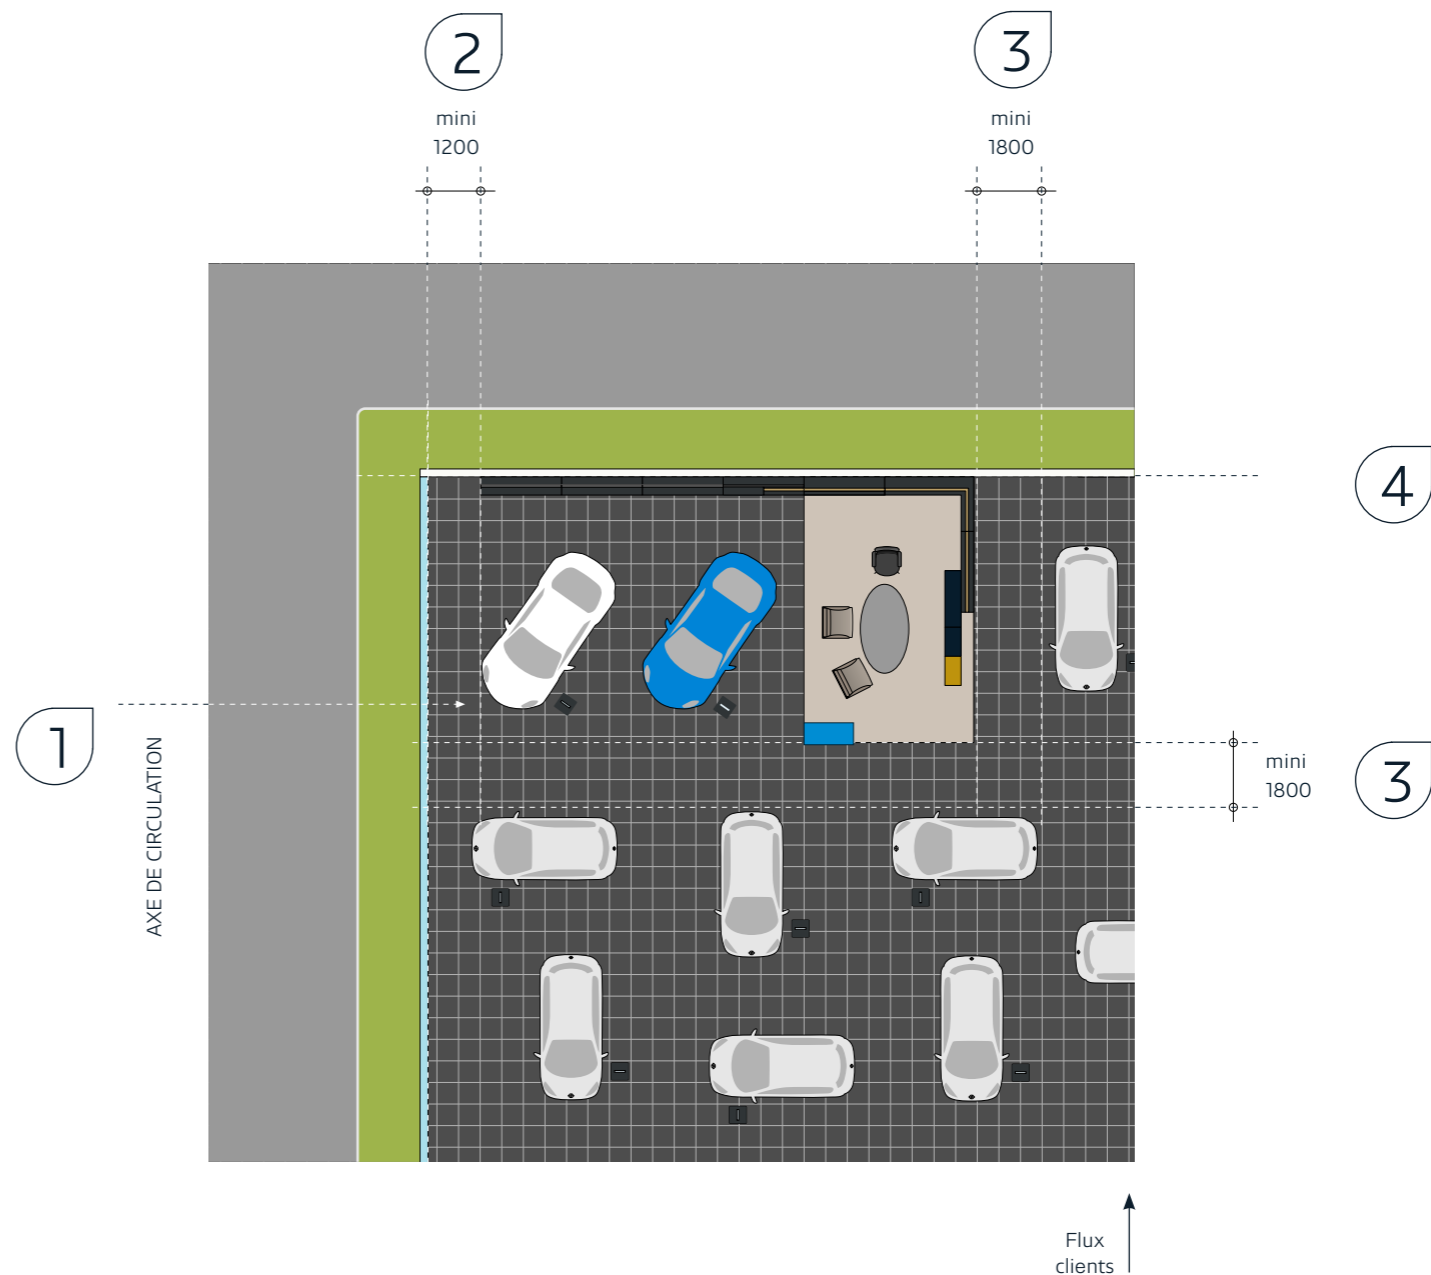 2
3
mini
1200
mini
1800
4
1
AXE DE CIRCULATION
mini
1800
3
Flux
clients